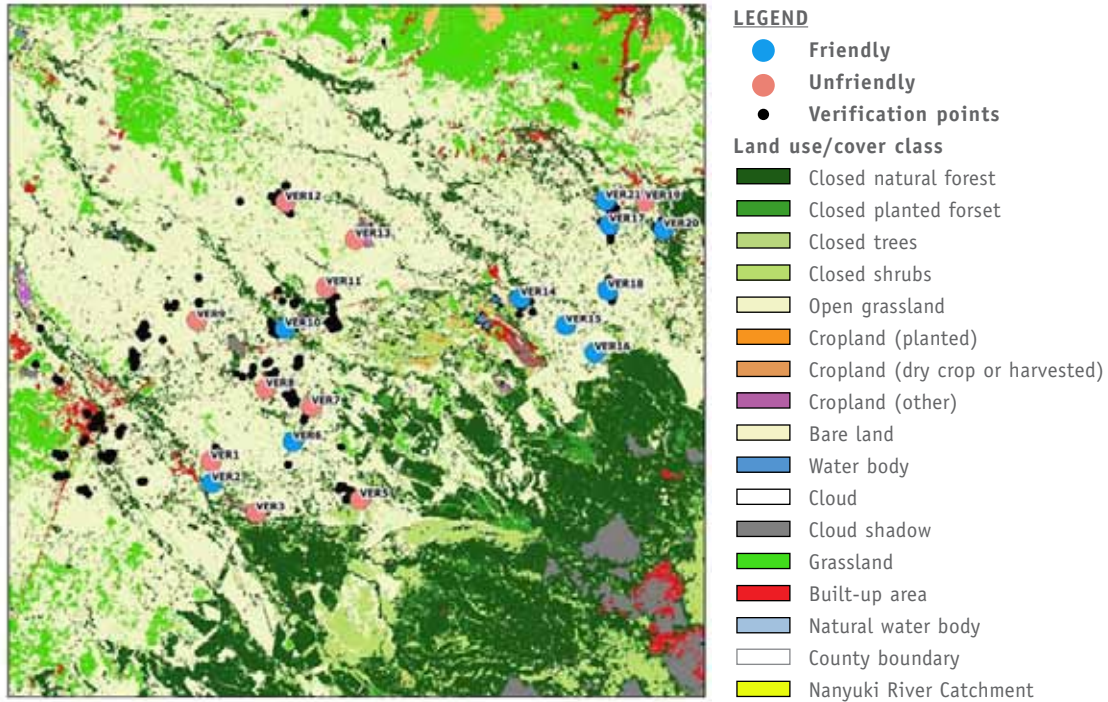 LEGEND
Friendly
Unfriendly
Verification points
Land use/cover class
Closed natural forest
Closed planted forset
Closed trees
Closed shrubs
Open grassland
Cropland (planted)
Cropland (dry crop or harvested)
Cropland (other)
Bare land
Water body
Cloud
Cloud shadow
Grassland
Built-up area
Natural water body
County boundary
Nanyuki River Catchment
VER12
VER21
VER19
VER17
VER20
VER13
VER11
VER18
VER14
VER9
VER10
VER15
VER16
VER8
VER7
VER6
VER1
VER2
VER5
VER3